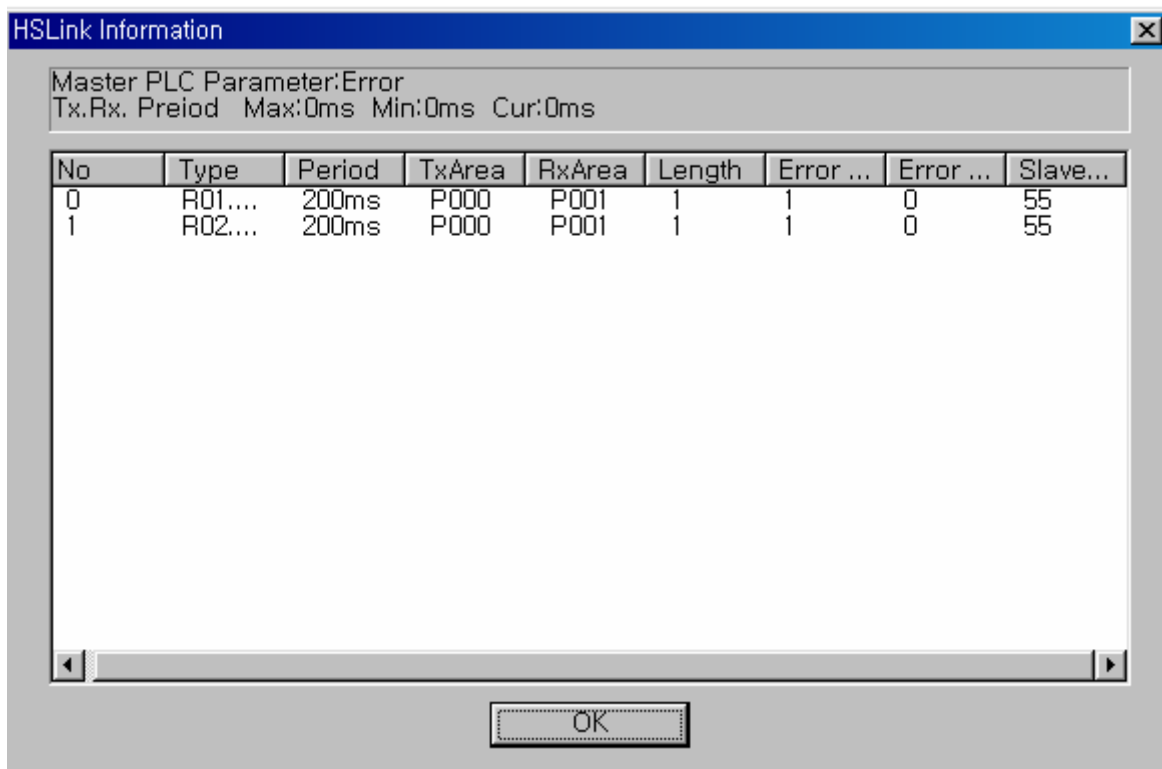 HSLink Information
Master PLC Parameter:Error
Tx.Rx. Preiod Max:0ms Min:0ms Cur:0ms
No Type Period TxArea RxArea Length Error ... Error ... Slave...
0 R01.... 200ms P000 P001 1 1 0 55
1 R02.... 200ms P000 P001 1 1 0 55
OK